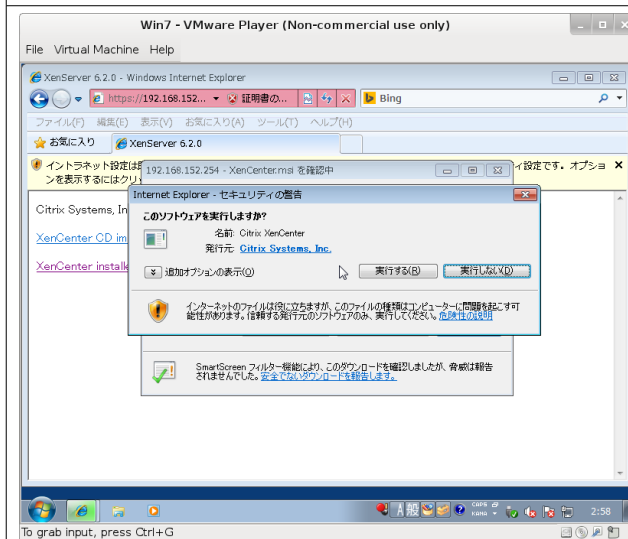 Win7 - VMware Player (Non-commercial use only)
File Virtual Machine Help
XenServer 6.2.0 - Windows Internet Explorer
https://192.168.152... 証明書の... Bing
ファイル(F) 編集(E) 表示(V) お気に入り(A) ツール(T) ヘルプ(H)
お気に入り XenServer 6.2.0
イントラネット設定は ィ設定です。オプショ
ンを表示するにはクリ
192.168.152.254 - XenCenter.msi を確認中
Internet Explorer - セキュリティの警告
このソフトウェアを実行しますか?
名前: Citrix XenCenter
発行元: Citrix Systems, Inc.
追加オプションの表示(O) 実行する(R) 実行しない(D)
インターネットのファイルは役に立ちますが、このファイルの種類はコンピューターに問題を起こす可
能性があります。信頼する発行元のソフトウェアのみ、実行してください。危険性の説明
Citrix Systems, In
XenCenter CD im
XenCenter installe
SmartScreen フィルター機能により、このダウンロードを確認しましたが、脅威は報告
されませんでした。安全でないダウンロードを報告します。
A 般 CAPS KANA 2:58
To grab input, press Ctrl+G